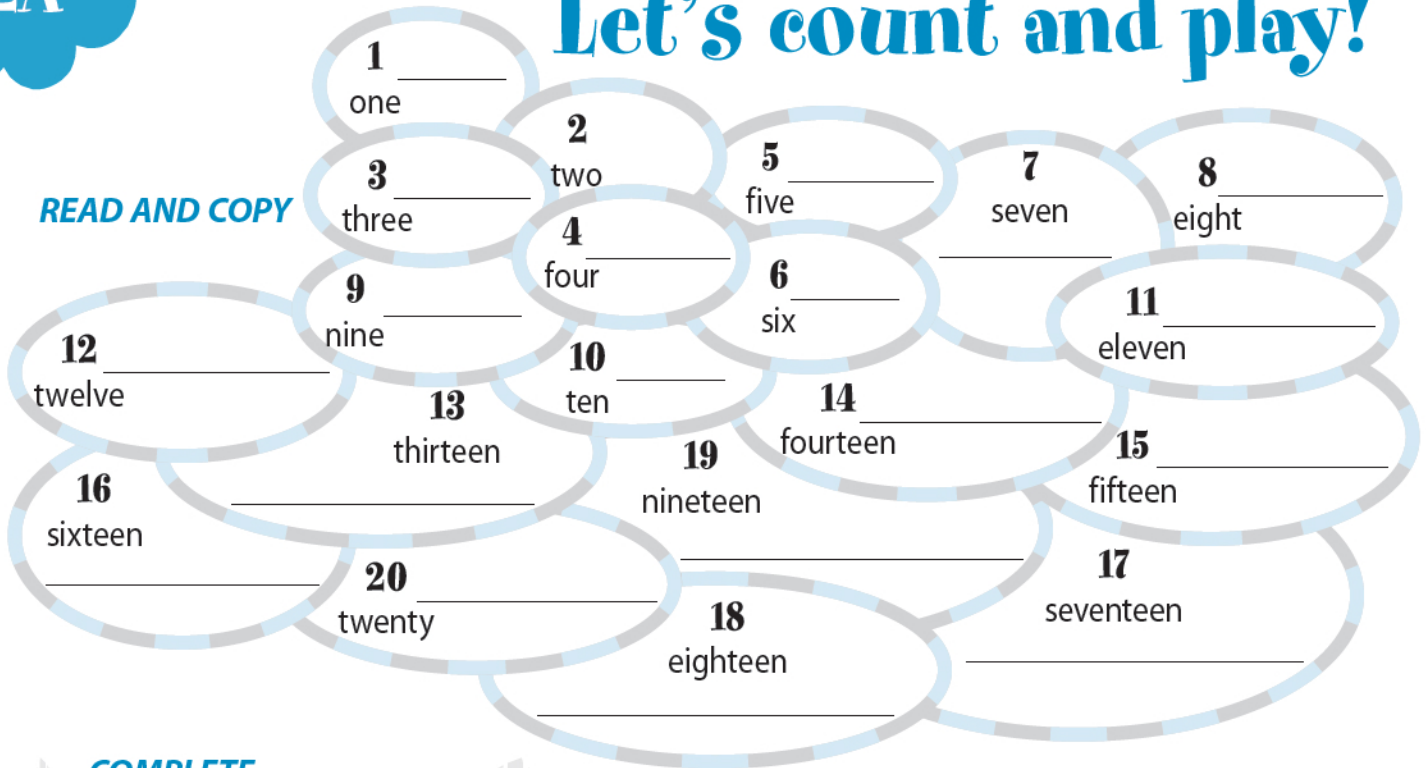 Let's count and play!
READ AND COPY
1
one
2
two
3
three
4
four
5
five
6
six
7
seven
8
eight
9
nine
10
ten
11
eleven
12
twelve
13
thirteen
14
fourteen
15
fifteen
16
sixteen
17
seventeen
18
eighteen
19
nineteen
20
twenty
COMPLETE